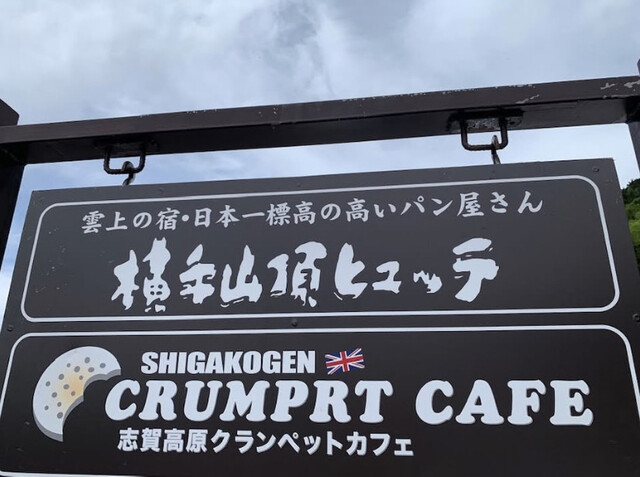 雲上の宿・日本一標高の高いパン屋さん
横手山頂ヒュッテ
SHIGAKOGEN
CRUMPRT CAFE
志賀高原クランペットカフェ